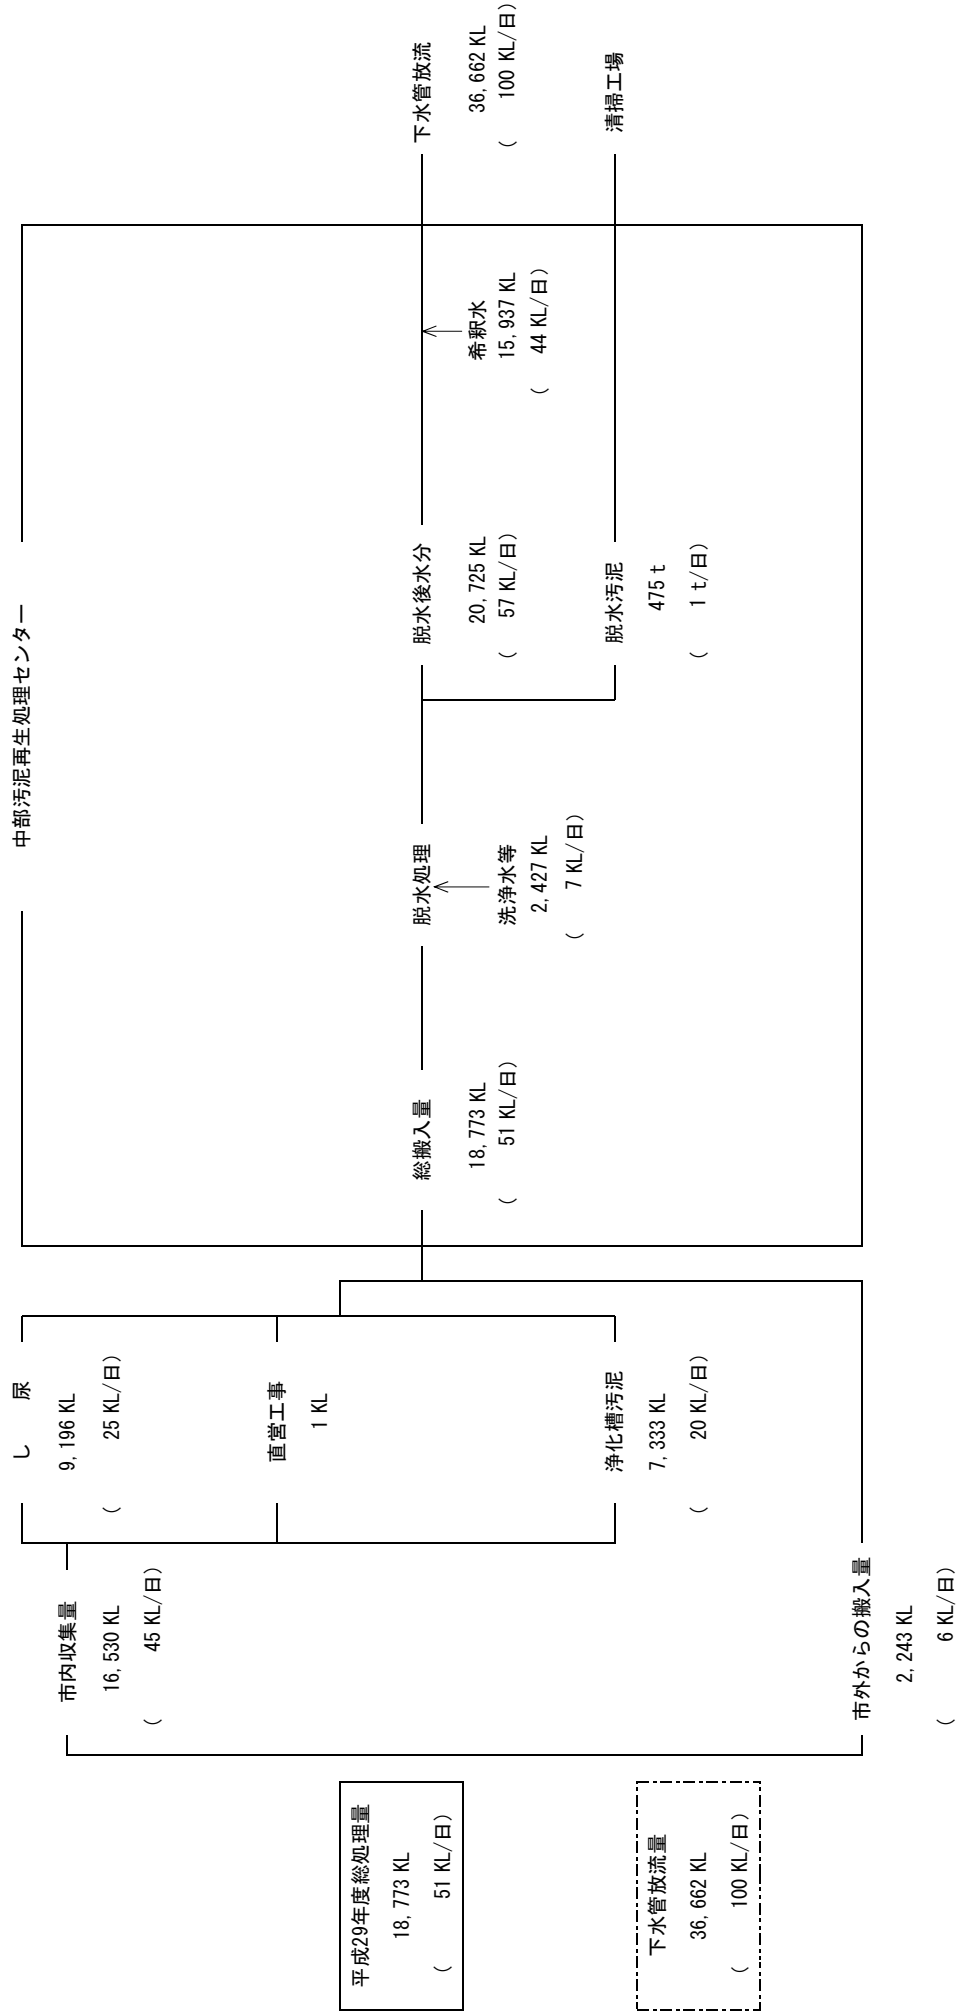 平成29年度総処理量
18,773 KL
( 51 KL/日)
下水管放流量
36,662 KL
( 100 KL/日)
市内収集量
16,530 KL
( 45 KL/日)
市外からの搬入量
2,243 KL
( 6 KL/日)
し 尿
9,196 KL
( 25 KL/日)
直営工事
1 KL
浄化槽汚泥
7,333 KL
( 20 KL/日)
中部汚泥再生処理センター
総搬入量
18,773 KL
( 51 KL/日)
脱水処理
洗浄水等
2,427 KL
( 7 KL/日)
脱水後水分
20,725 KL
( 57 KL/日)
脱水汚泥
475 t
( 1 t/日)
希釈水
15,937 KL
( 44 KL/日)
下水管放流
36,662 KL
( 100 KL/日)
清掃工場